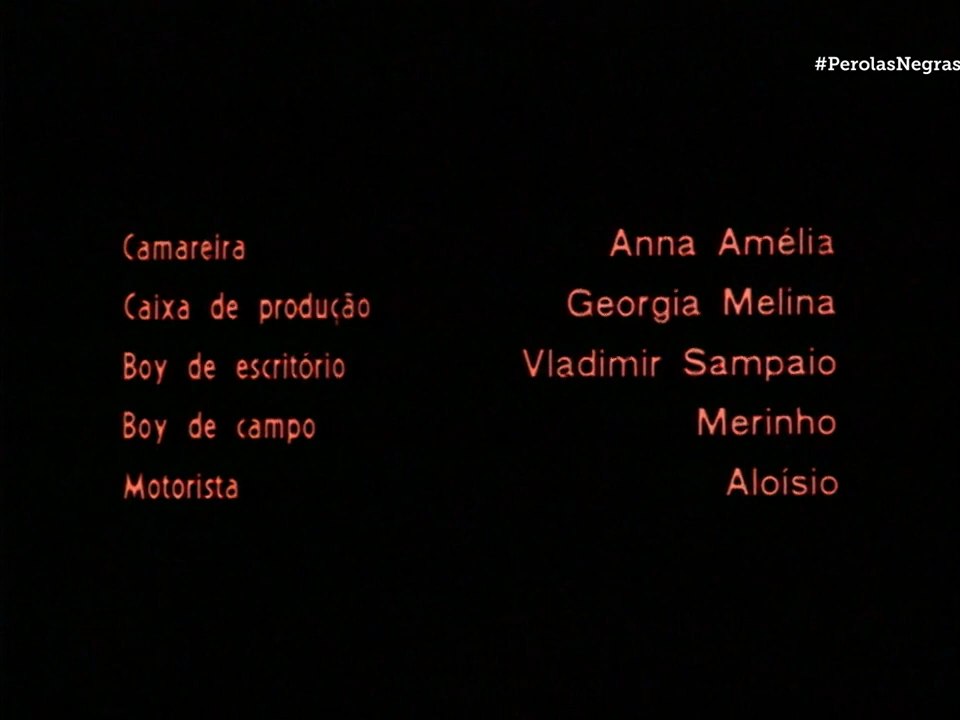 #PerolasNegras
Camareira Anna Amélia
Caixa de produção Georgia Melina
Boy de escritório Vladimir Sampaio
Boy de campo Merinho
Motorista Aloísio